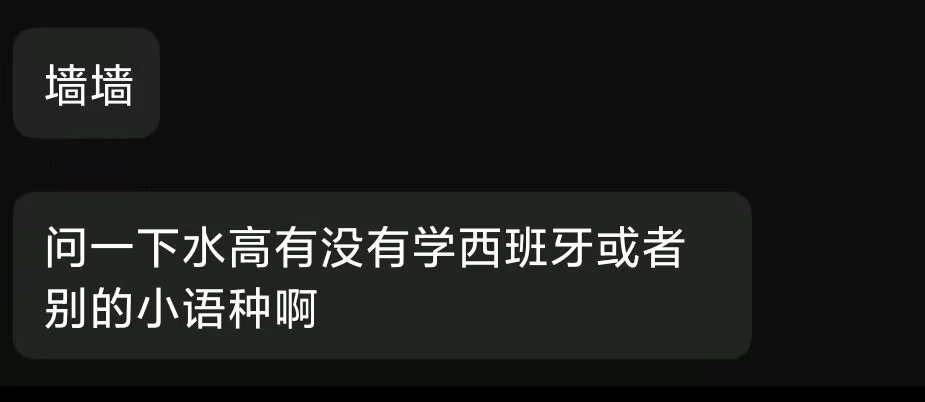 墙墙
问一下水高有没有学西班牙或者
别的小语种啊